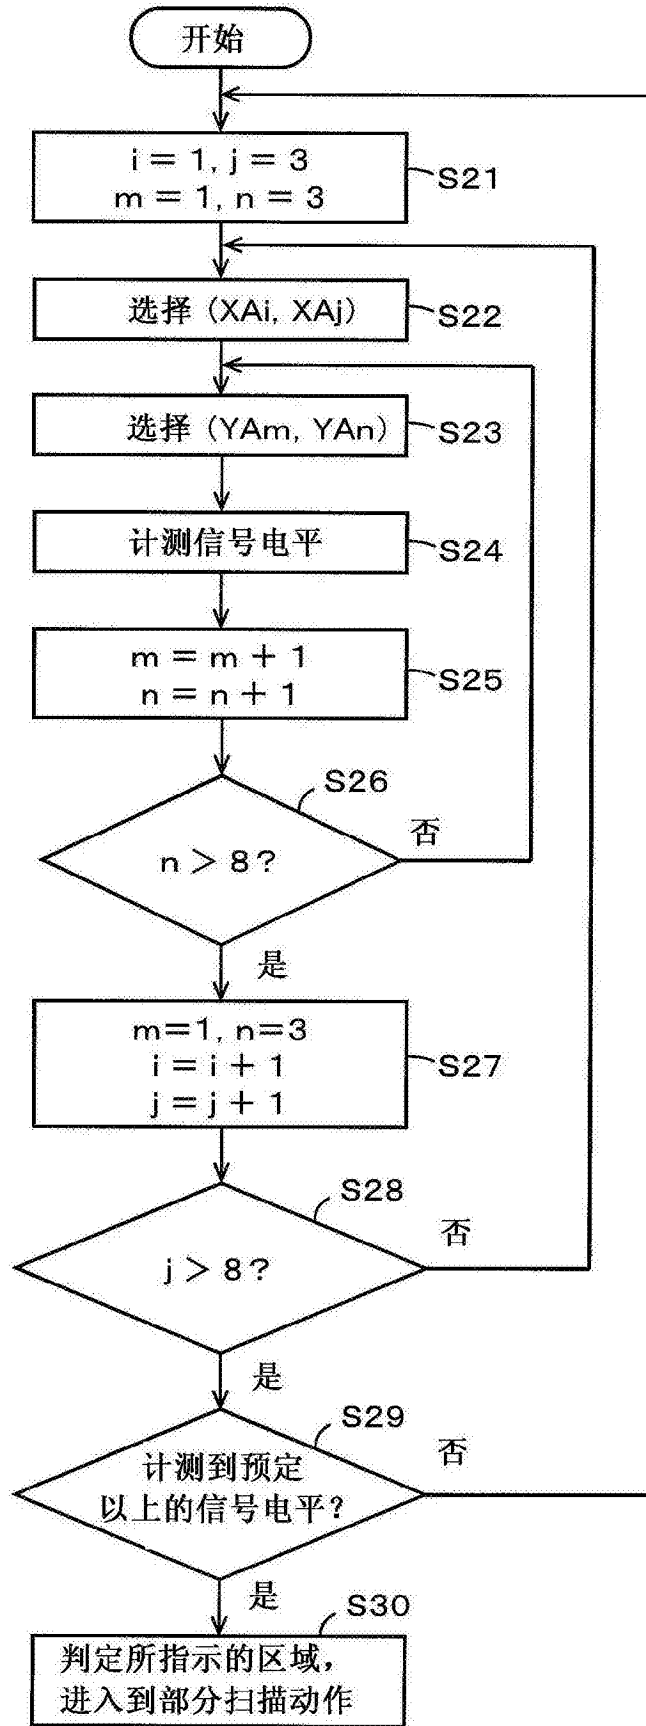 开始
i = 1, j = 3
m = 1, n = 3
S21
选择 (XAi, XAj)
S22
选择 (YAm, YAn)
S23
计测信号电平
S24
m = m + 1
n = n + 1
S25
S26
n > 8?
否
是
m=1, n=3
i = i + 1
j = j + 1
S27
S28
j > 8?
否
是
S29
计测到预定
以上的信号电平?
否
是
S30
判定所指示的区域,
进入到部分扫描动作